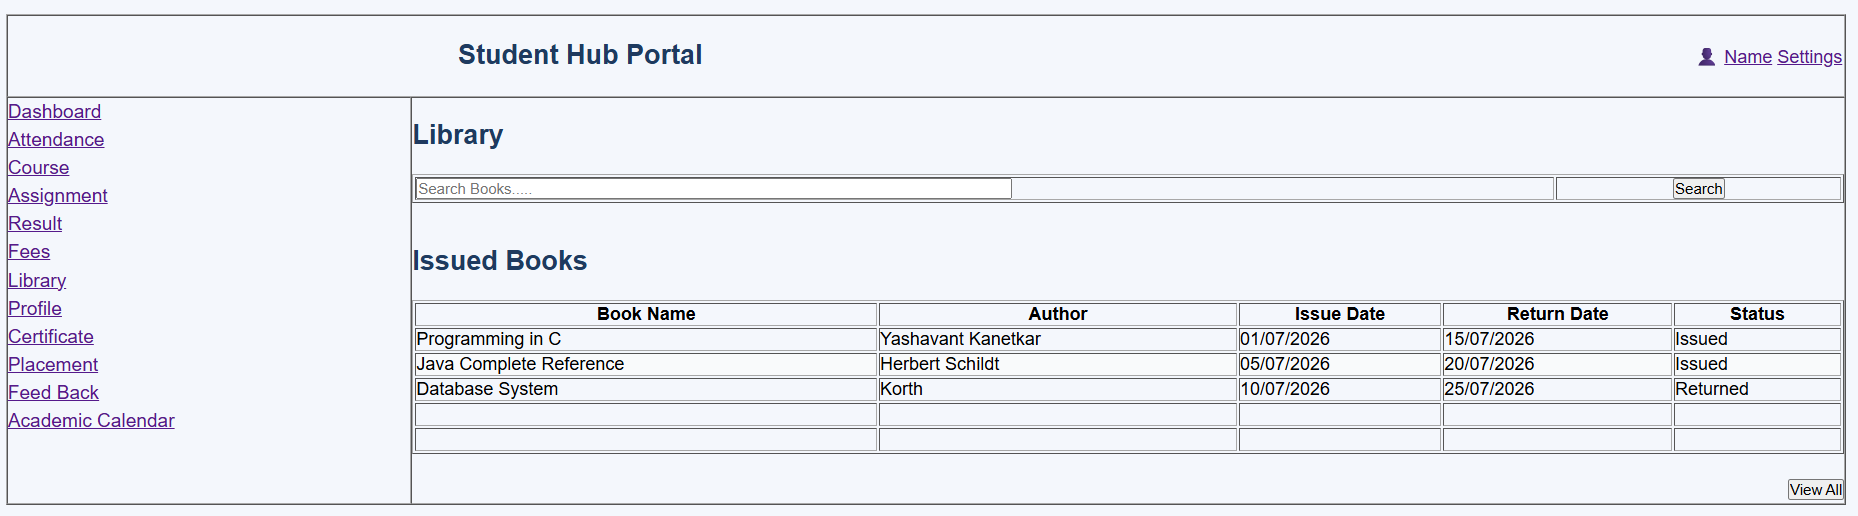 Student Hub Portal
Name Settings
Dashboard
Attendance
Course
Assignment
Result
Fees
Library
Profile
Certificate
Placement
Feed Back
Academic Calendar
Library
Search Books..... Search
Issued Books
Book Name Author Issue Date Return Date Status
Programming in C Yashavant Kanetkar 01/07/2026 15/07/2026 Issued
Java Complete Reference Herbert Schildt 05/07/2026 20/07/2026 Issued
Database System Korth 10/07/2026 25/07/2026 Returned
View All